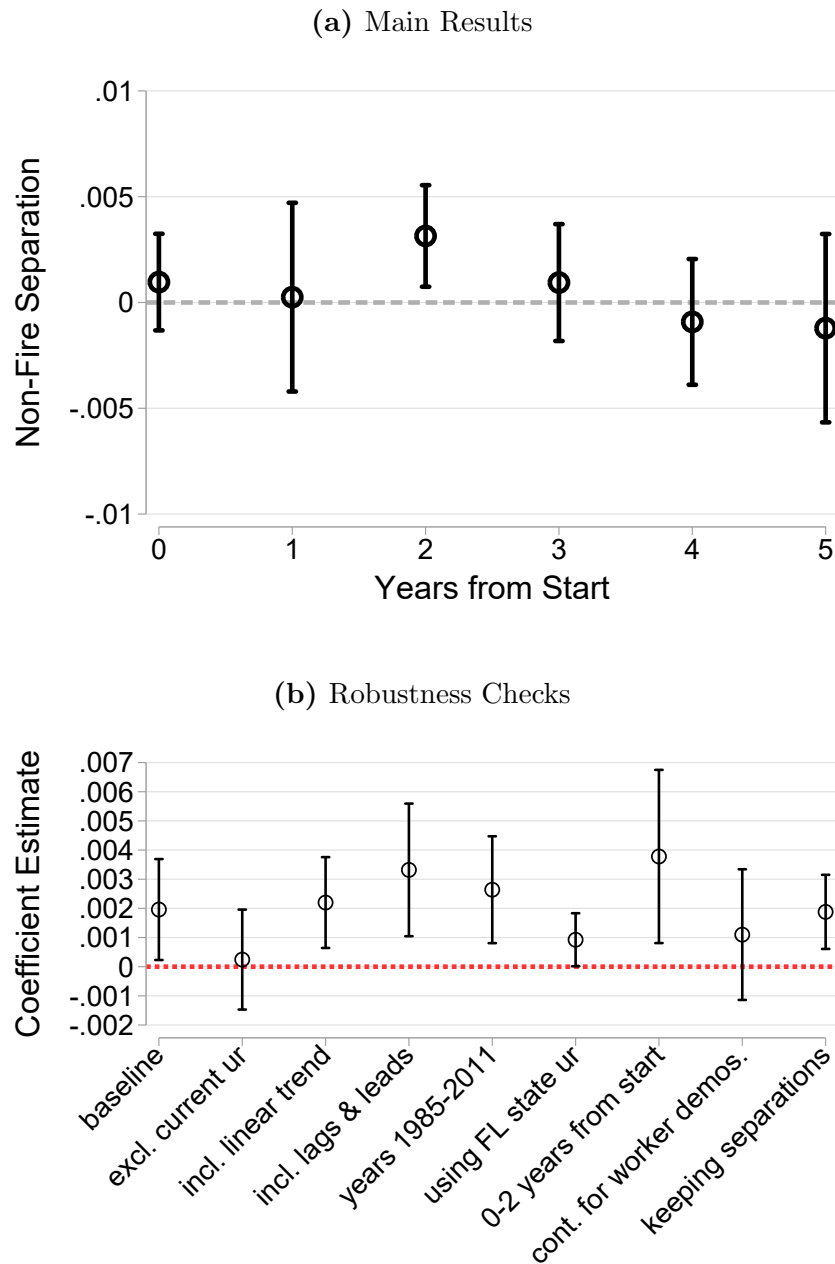 (a) Main Results
Non-Fire Separation
.01
.005
0
-.005
-.01
0 1 2 3 4 5
Years from Start
(b) Robustness Checks
Coefficient Estimate
.007
.006
.005
.004
.003
.002
.001
0
-.001
-.002
baseline
excl. current ur
incl. linear trend
incl. lags & leads
years 1985-2011
using FL state ur
0-2 years from start
cont. for worker demos.
keeping separations